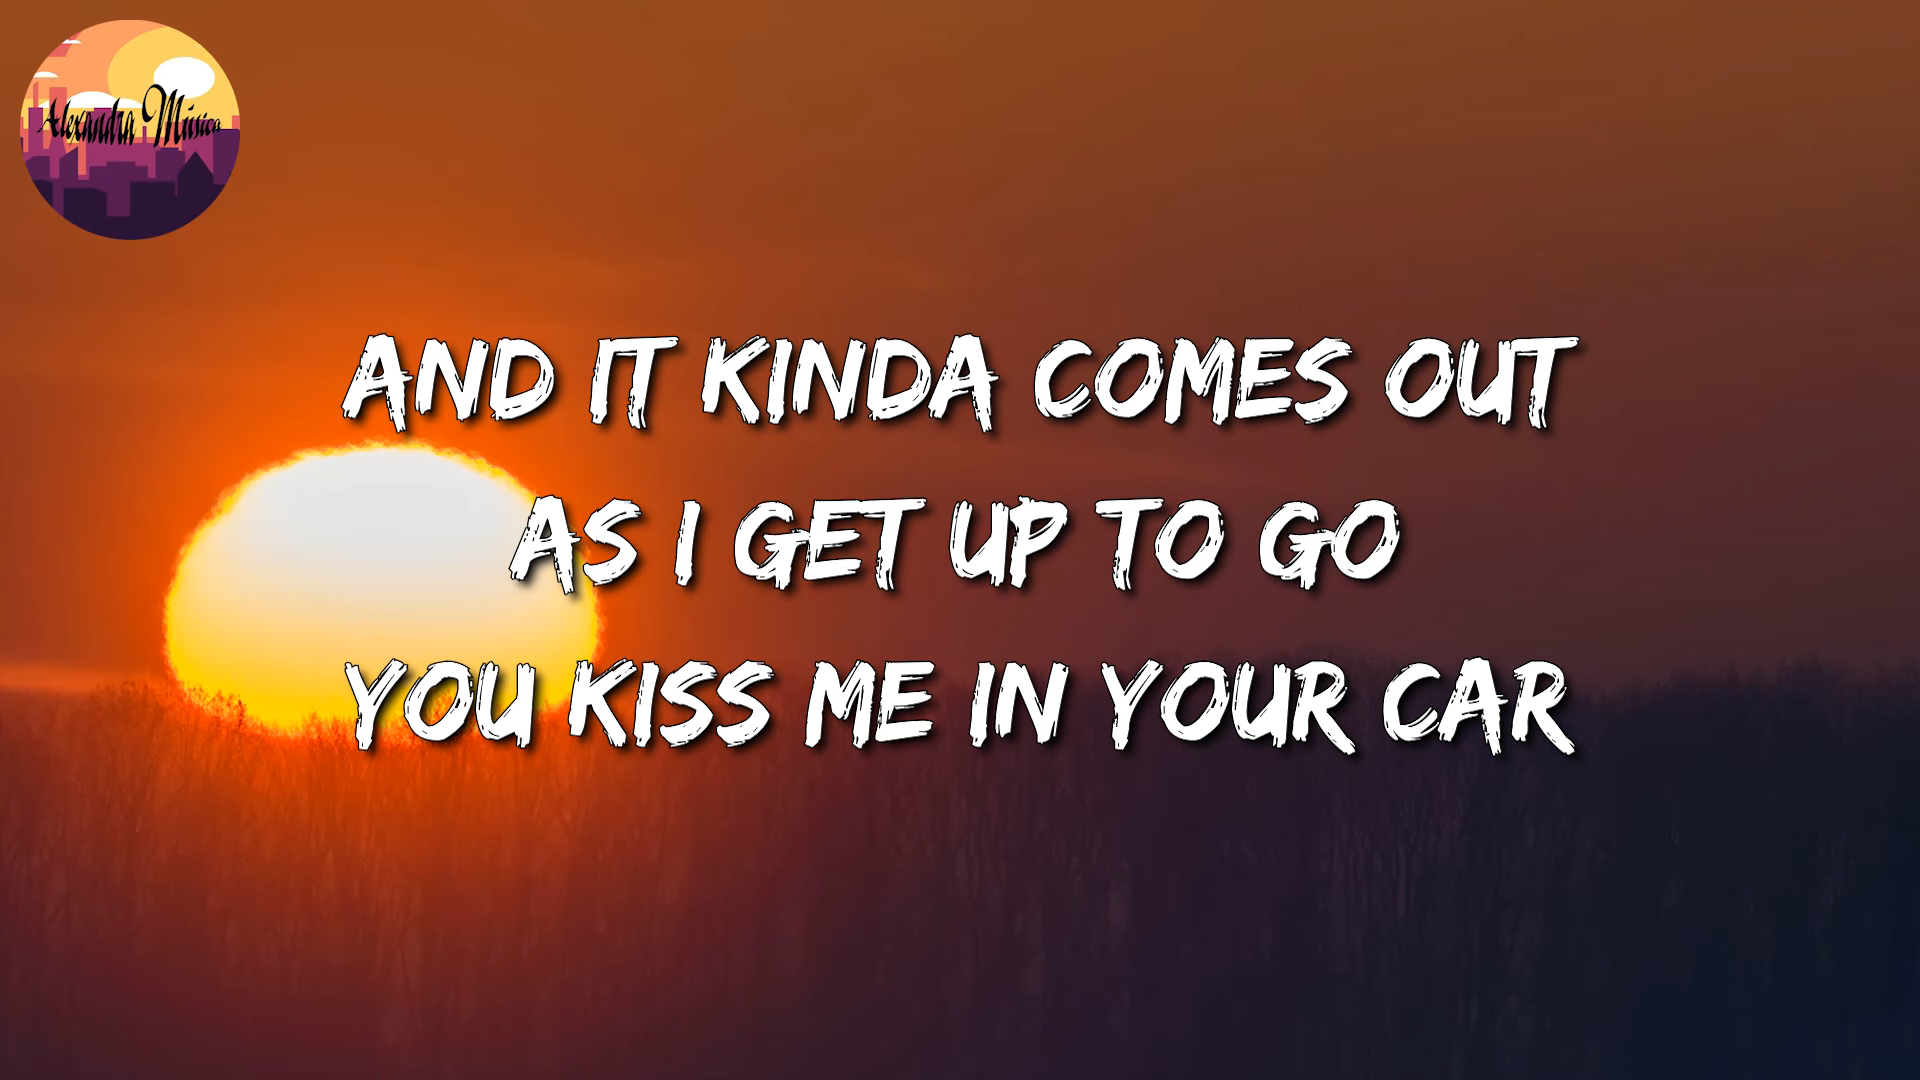 Alexandra Música
AND IT KINDA COMES OUT
AS I GET UP TO GO
YOU KISS ME IN YOUR CAR